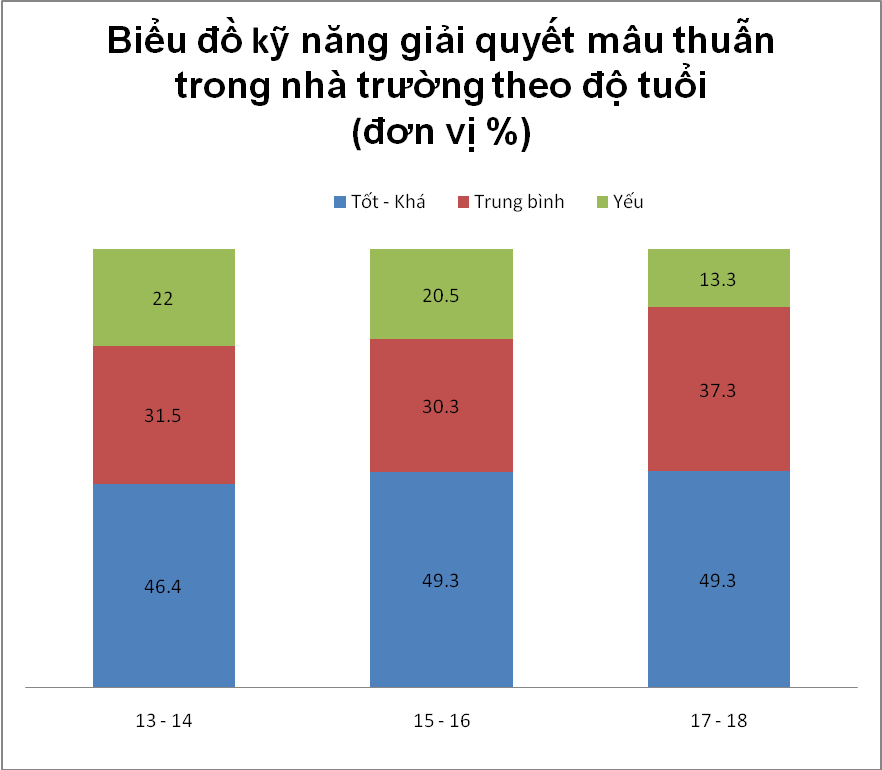 Biểu đồ kỹ năng giải quyết mâu thuẫn
trong nhà trường theo độ tuổi
(đơn vị %)
Tốt - Khá Trung bình Yếu
22 20.5 13.3
31.5 30.3 37.3
46.4 49.3 49.3
13 - 14 15 - 16 17 - 18